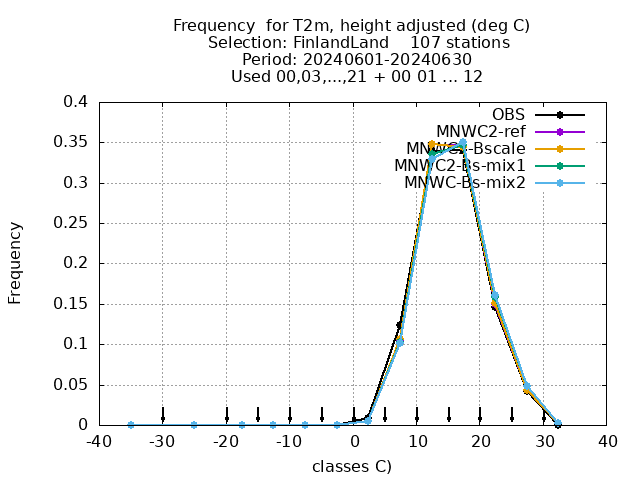 Frequency  for T2m, height adjusted (deg C)
Selection: FinlandLand    107 stations
Period: 20240601-20240630
Used 00,03,...,21 + 00 01 ... 12
0.4
0.35
0.3
0.25
0.2
0.15
0.1
0.05
0
Frequency
OBS
MNWC2-ref
MNWC2-Bscale
MNWC2-Bs-mix1
MNWC-Bs-mix2
-40 -30 -20 -10 0 10 20 30 40
classes C)